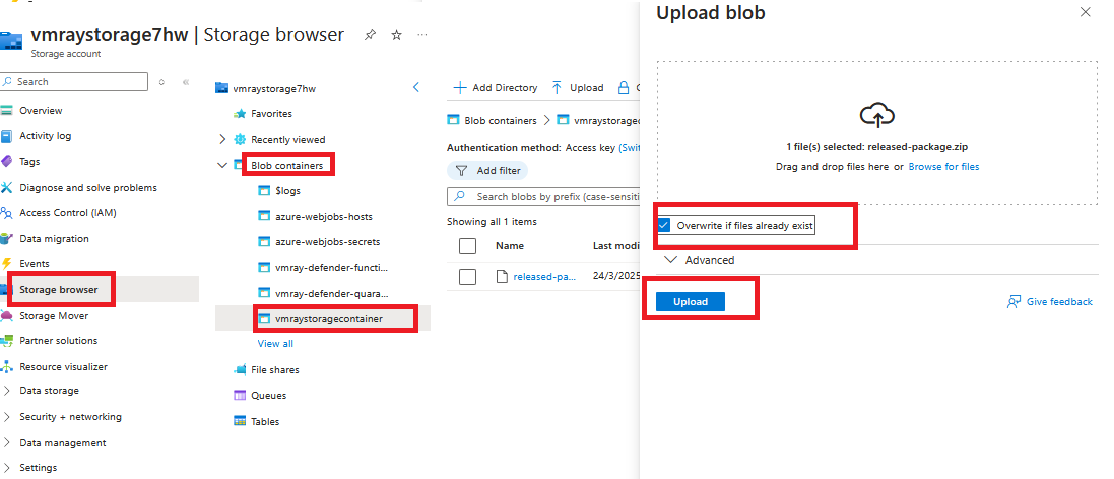 vmraystorage7hw | Storage browser
Storage account
Search
Overview
Activity log
Tags
Diagnose and solve problems
Access Control (IAM)
Data migration
Events
Storage browser
Storage Mover
Partner solutions
Resource visualizer
Data storage
Security + networking
Data management
Settings
vmraystorage7hw
Favorites
Recently viewed
Blob containers
$logs
azure-webjobs-hosts
azure-webjobs-secrets
vmray-defender-functi...
vmray-defender-quara...
vmraystoragecontainer
View all
File shares
Queues
Tables
Add Directory Upload
Blob containers > vmraystoragec
Authentication method: Access key (Swit
Add filter
Search blobs by prefix (case-sensiti
Showing all 1 items
Name Last modi
released-pa... 24/3/2025
Upload blob
1 file(s) selected: released-package.zip
Drag and drop files here or Browse for files
Overwrite if files already exist
Advanced
Upload
Give feedback